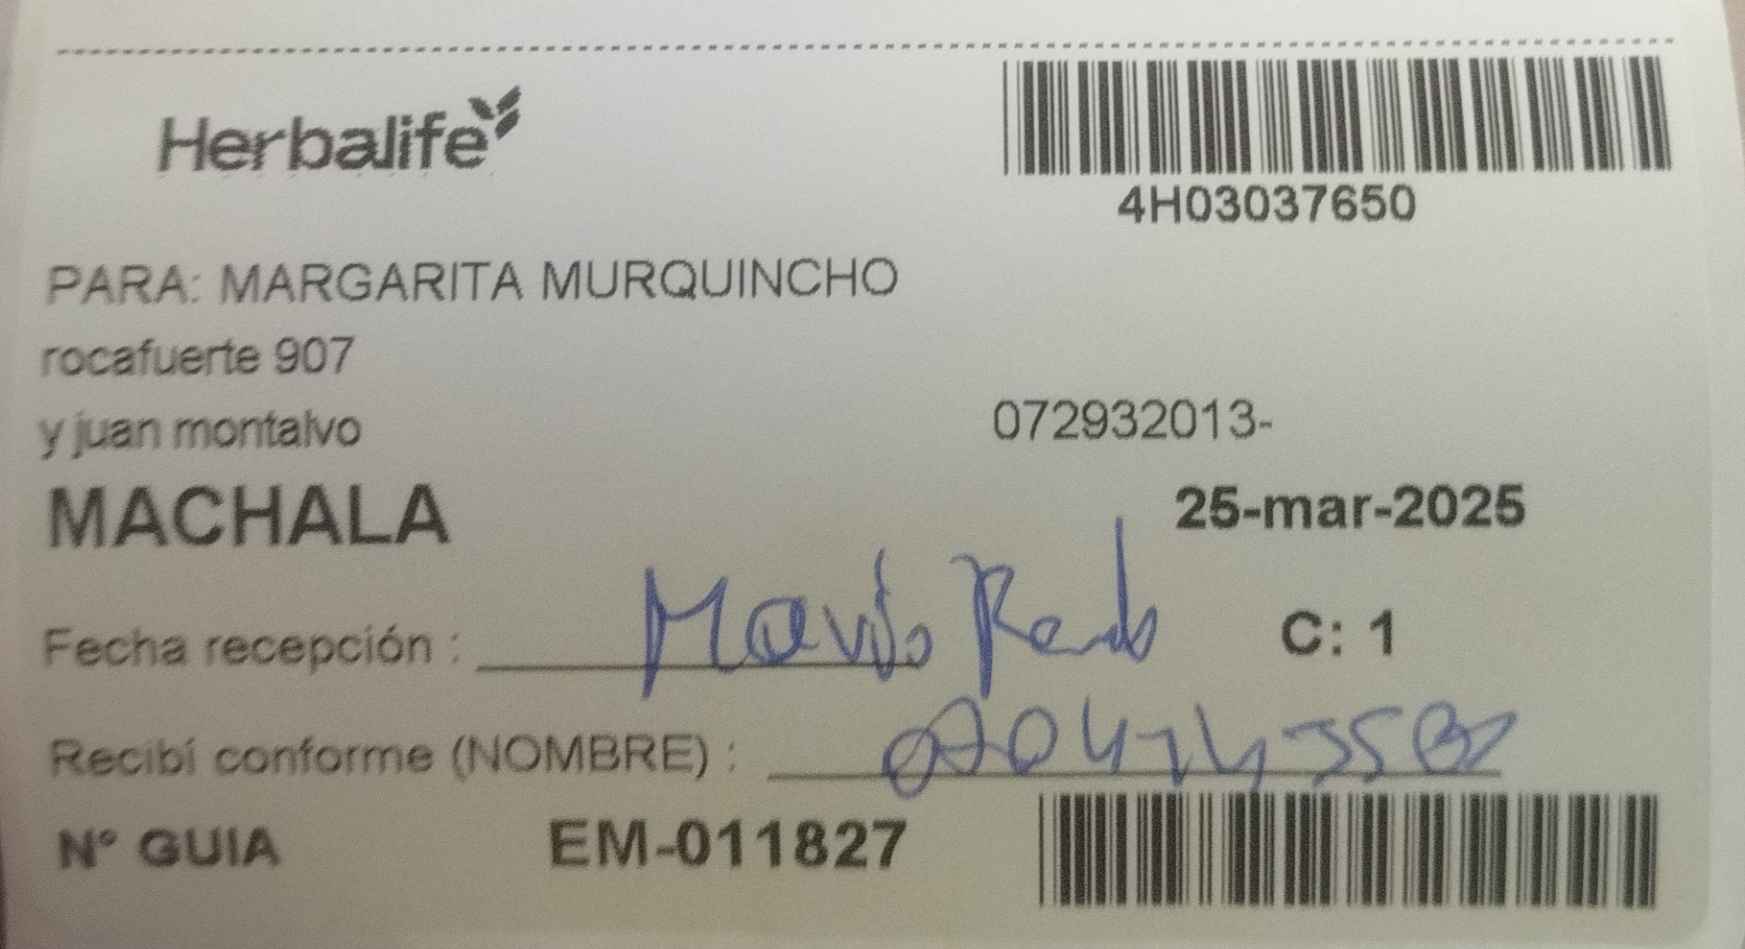 Herbalife
4H03037650
PARA: MARGARITA MURQUINCHO
rocafuerte 907
y juan montalvo
072932013-
MACHALA
25-mar-2025
Fecha recepción :
C: 1
Recibí conforme (NOMBRE) :
N° GUIA EM-011827